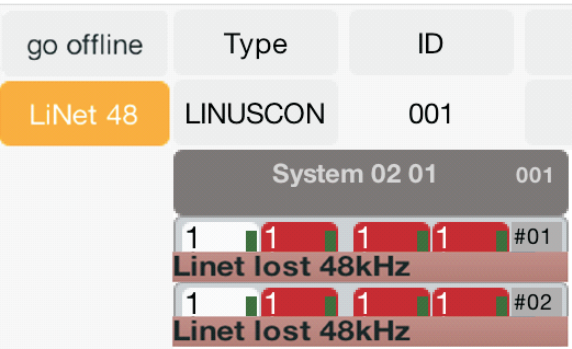 go offline Type ID
LiNet 48 LINUSCON 001
System 02 01 001
1 1 1 1 #01
Linet lost 48kHz
1 1 1 1 #02
Linet lost 48kHz